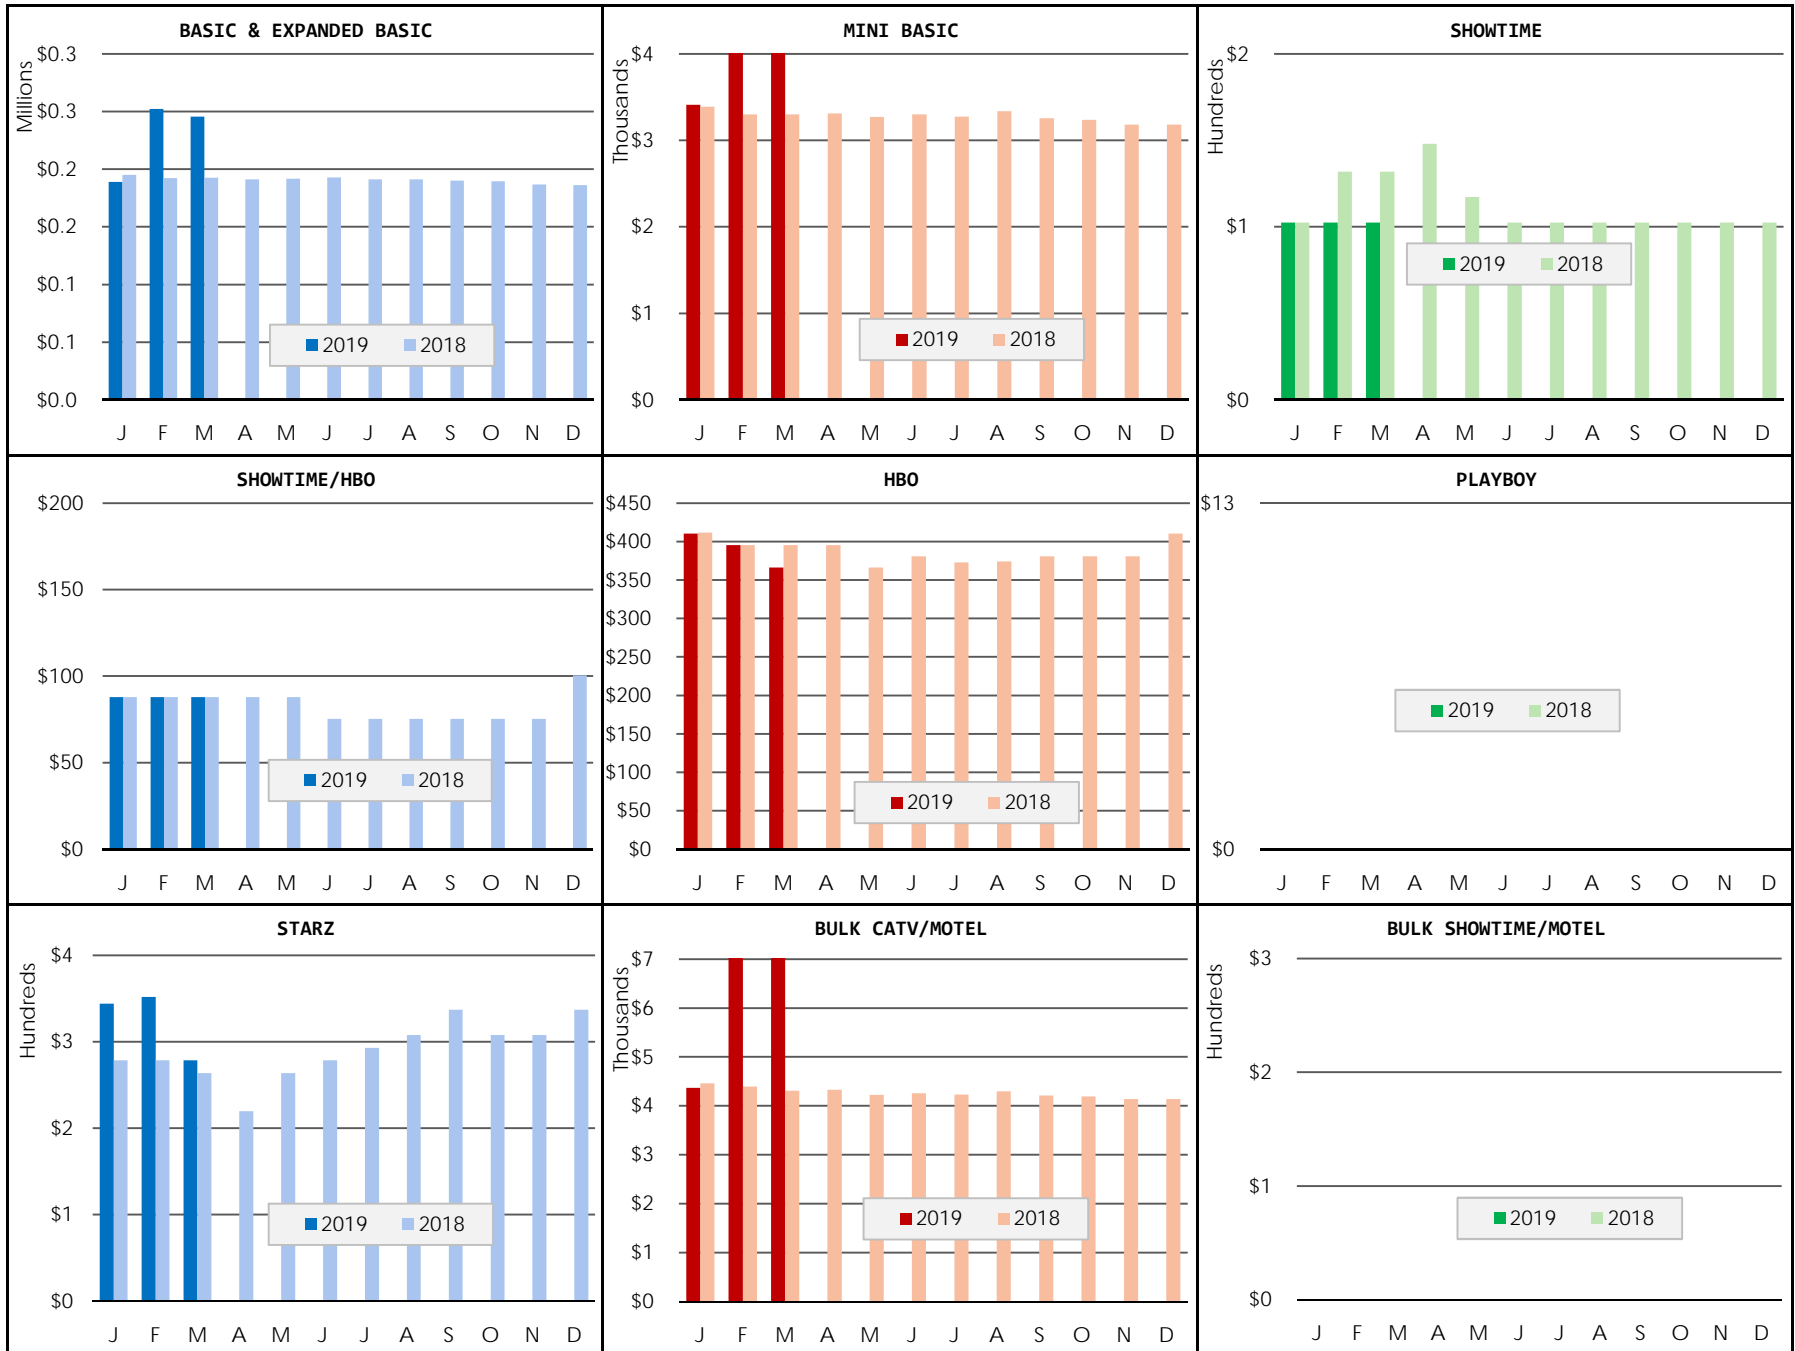 BASIC & EXPANDED BASIC
Millions
$0.3
$0.3
$0.2
$0.2
$0.1
$0.1
$0.0
J F M A M J J A S O N D
2019 2018
MINI BASIC
Thousands
$4
$3
$2
$1
$0
J F M A M J J A S O N D
2019 2018
SHOWTIME
Hundreds
$2
$1
$0
J F M A M J J A S O N D
2019 2018
SHOWTIME/HBO
$200
$150
$100
$50
$0
J F M A M J J A S O N D
2019 2018
HBO
$450
$400
$350
$300
$250
$200
$150
$100
$50
$0
J F M A M J J A S O N D
2019 2018
PLAYBOY
$13
$0
J F M A M J J A S O N D
2019 2018
STARZ
Hundreds
$4
$3
$2
$1
$0
J F M A M J J A S O N D
2019 2018
BULK CATV/MOTEL
Thousands
$7
$6
$5
$4
$3
$2
$1
$0
J F M A M J J A S O N D
2019 2018
BULK SHOWTIME/MOTEL
Hundreds
$3
$2
$1
$0
J F M A M J J A S O N D
2019 2018